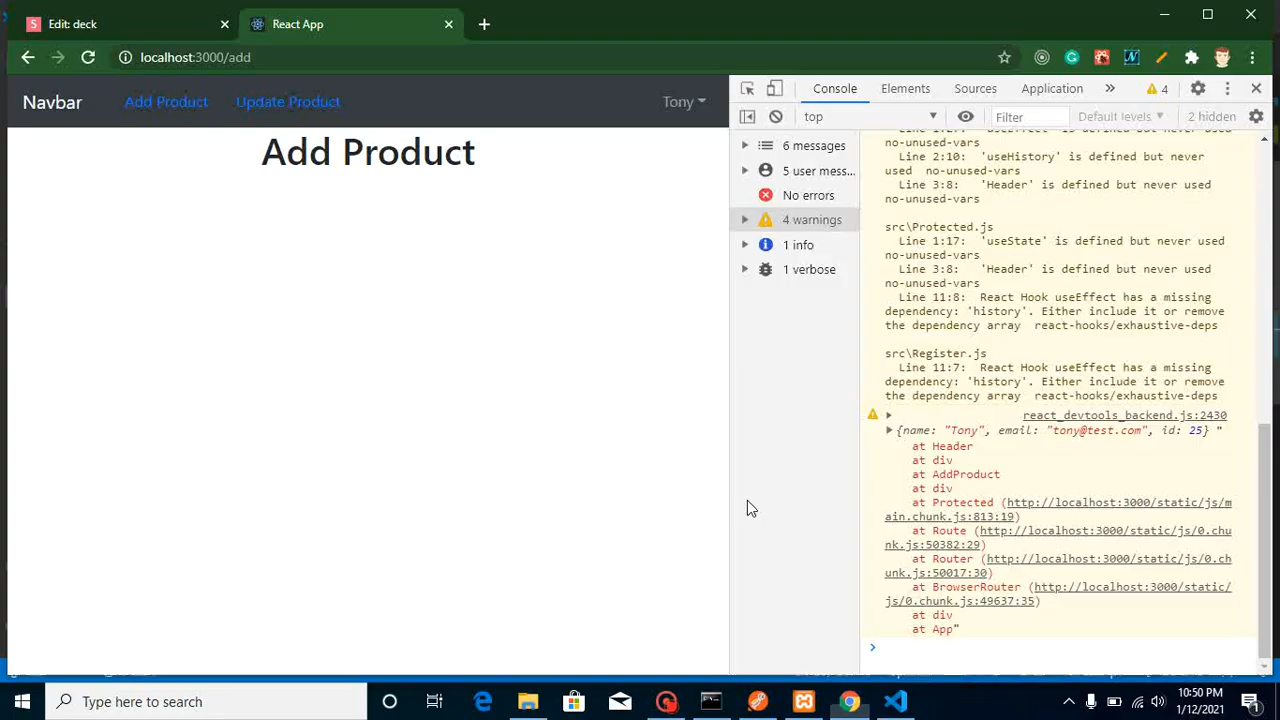 Edit: deck
React App
localhost:3000/add
Navbar
Add Product
Update Product
Tony
Add Product
Console
Elements
Sources
Application
4
top
Filter
Default levels
2 hidden
6 messages
5 user mess...
No errors
4 warnings
1 info
1 verbose
Line 1:27: 'useEffect' is defined but never used
no-unused-vars
Line 2:10: 'useHistory' is defined but never
used no-unused-vars
Line 3:8: 'Header' is defined but never used
no-unused-vars
src\Protected.js
Line 1:17: 'useState' is defined but never used
no-unused-vars
Line 3:8: 'Header' is defined but never used
no-unused-vars
Line 11:8: React Hook useEffect has a missing
dependency: 'history'. Either include it or remove
the dependency array react-hooks/exhaustive-deps
src\Register.js
Line 11:7: React Hook useEffect has a missing
dependency: 'history'. Either include it or remove
the dependency array react-hooks/exhaustive-deps
react_devtools_backend.js:2430
{name: "Tony", email: "tony@test.com", id: 25} "
at Header
at div
at AddProduct
at div
at Protected (http://localhost:3000/static/js/m
ain.chunk.js:813:19)
at Route (http://localhost:3000/static/js/0.chu
nk.js:50382:29)
at Router (http://localhost:3000/static/js/0.ch
unk.js:50017:30)
at BrowserRouter (http://localhost:3000/static/
js/0.chunk.js:49637:35)
at div
at App"
Type here to search
10:50 PM
1/12/2021